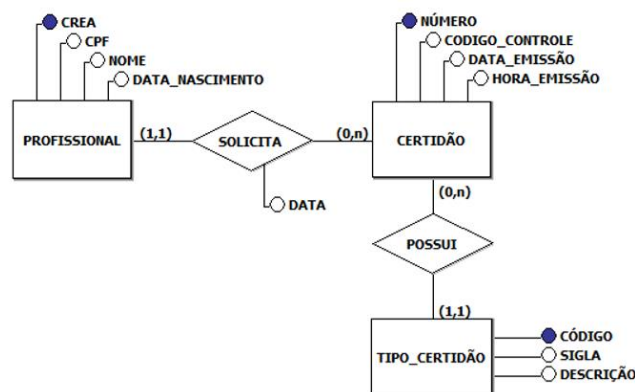 CREA
CPF
NOME
DATA_NASCIMENTO
PROFISSIONAL
(1,1)
SOLICITA
(0,n)
DATA
NÚMERO
CODIGO_CONTROLE
DATA_EMISSÃO
HORA_EMISSÃO
CERTIDÃO
(0,n)
POSSUI
(1,1)
TIPO_CERTIDÃO
CÓDIGO
SIGLA
DESCRIÇÃO